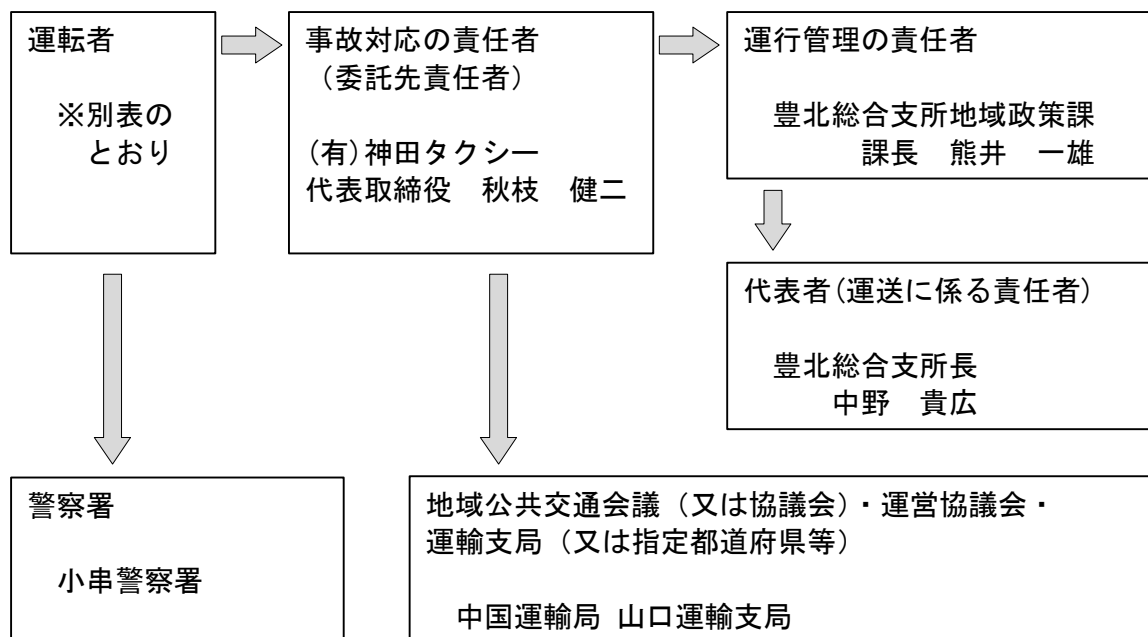 運転者
※別表の
とおり
事故対応の責任者
（委託先責任者）
(有)神田タクシー
代表取締役　秋枝　健二
運行管理の責任者
豊北総合支所地域政策課
課長　熊井　一雄
代表者(運送に係る責任者)
豊北総合支所長
中野　貴広
警察署
小串警察署
地域公共交通会議（又は協議会）・運営協議会・
運輸支局（又は指定都道府県等）
中国運輸局 山口運輸支局